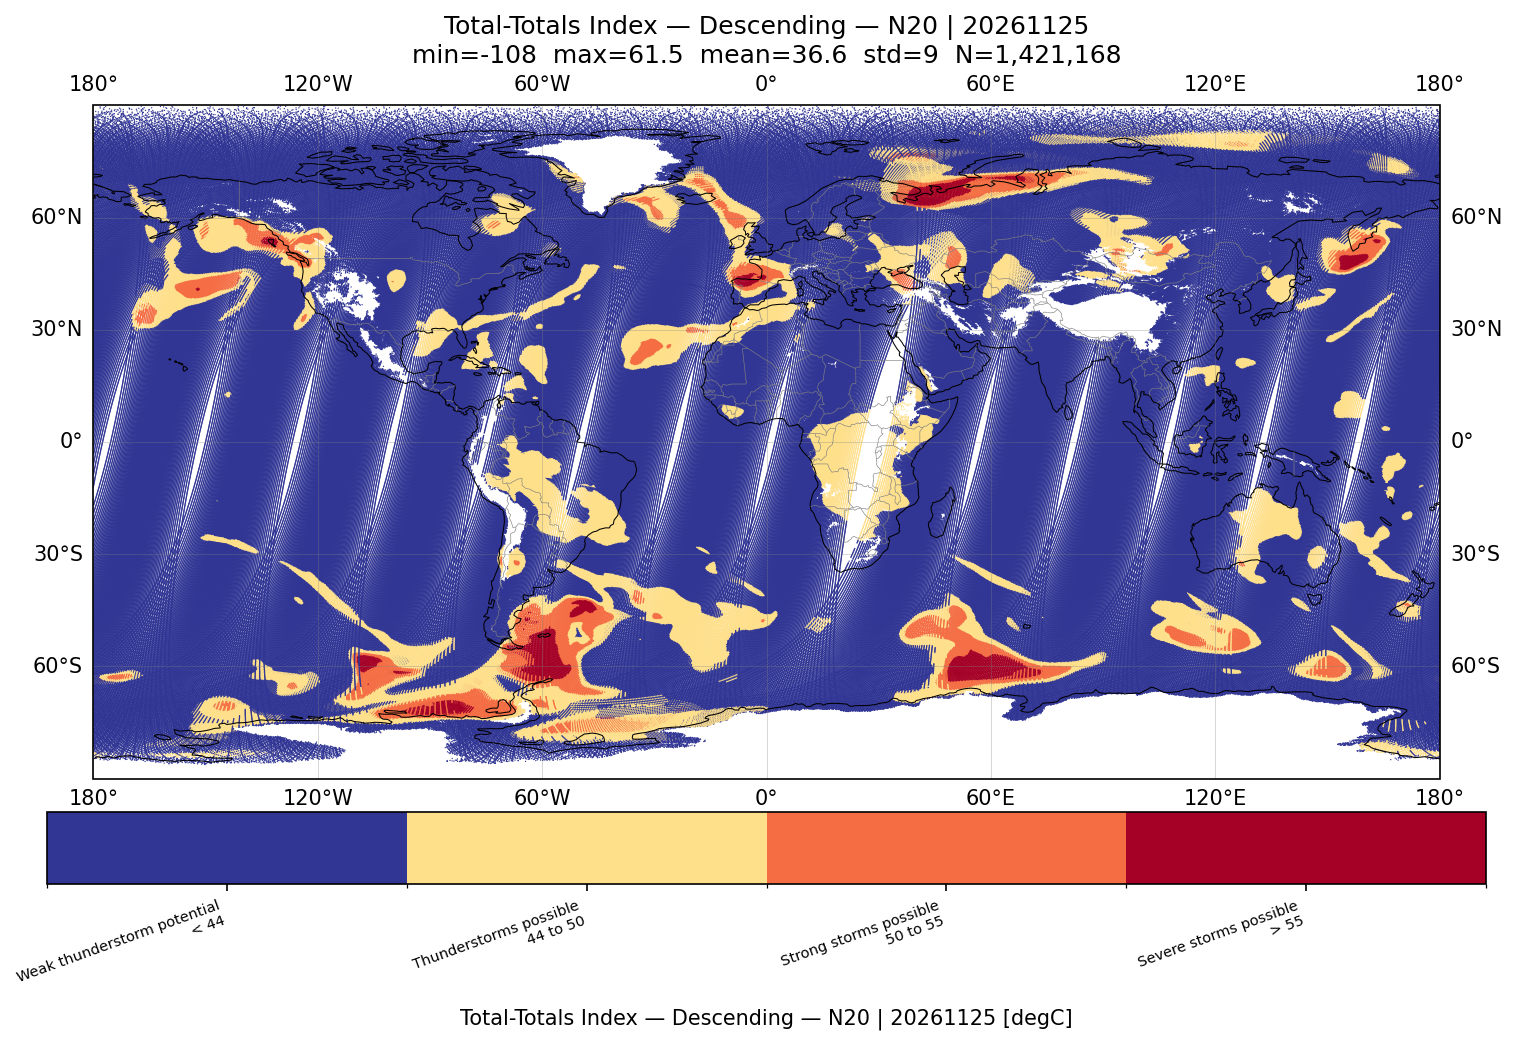 Total-Totals Index — Descending — N20 | 20261125
min=-108  max=61.5  mean=36.6  std=9  N=1,421,168
180° 120°W 60°W 0° 60°E 120°E 180°
60°N 60°N
30°N 30°N
0° 0°
30°S 30°S
60°S 60°S
180° 120°W 60°W 0° 60°E 120°E 180°
Weak thunderstorm potential
< 44
Thunderstorms possible
44 to 50
Strong storms possible
50 to 55
Severe storms possible
> 55
Total-Totals Index — Descending — N20 | 20261125 [degC]